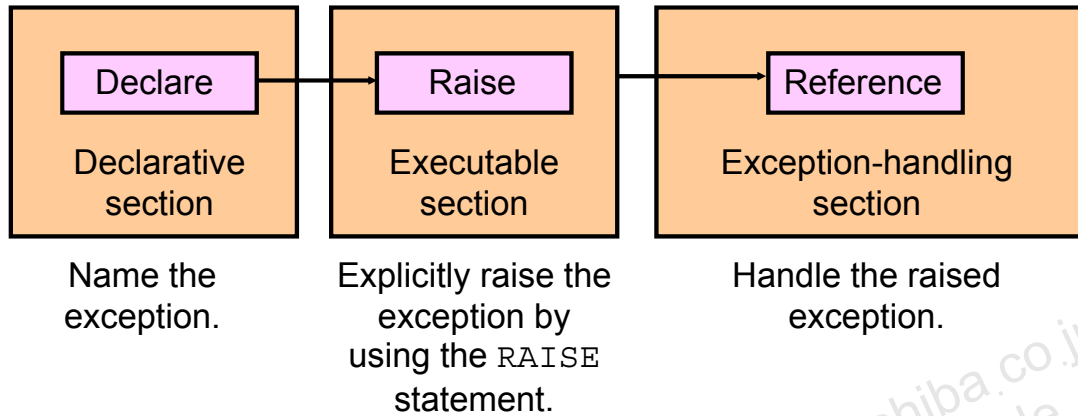 Declare
Declarative
section
Name the
exception.
Raise
Executable
section
Explicitly raise the
exception by
using the RAISE
statement.
Reference
Exception-handling
section
Handle the raised
exception.